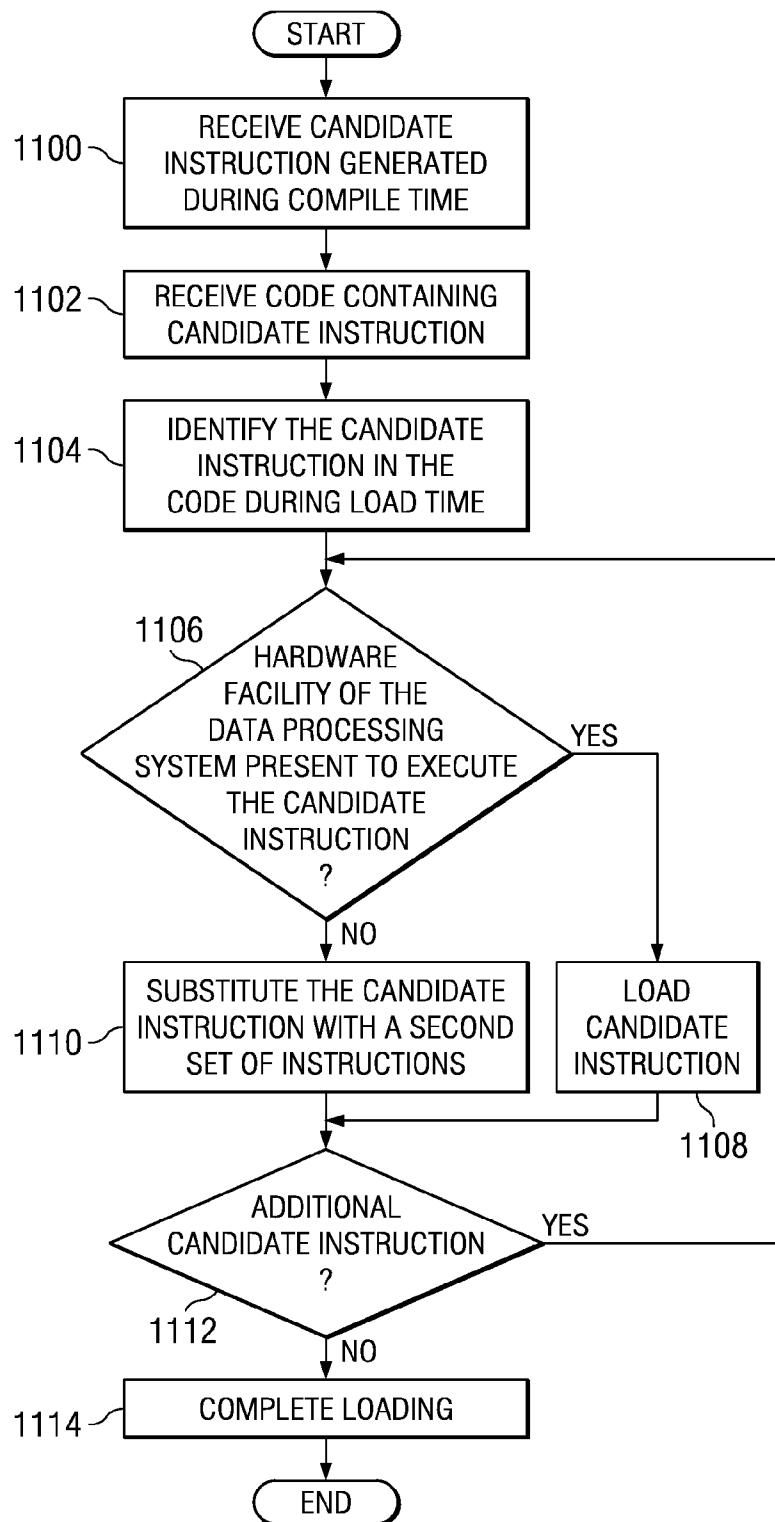 START
1100
RECEIVE CANDIDATE
INSTRUCTION GENERATED
DURING COMPILE TIME
1102
RECEIVE CODE CONTAINING
CANDIDATE INSTRUCTION
1104
IDENTIFY THE CANDIDATE
INSTRUCTION IN THE
CODE DURING LOAD TIME
1106
HARDWARE
FACILITY OF THE
DATA PROCESSING
SYSTEM PRESENT TO EXECUTE
THE CANDIDATE
INSTRUCTION
?
YES
NO
1110
SUBSTITUTE THE CANDIDATE
INSTRUCTION WITH A SECOND
SET OF INSTRUCTIONS
LOAD
CANDIDATE
INSTRUCTION
1108
ADDITIONAL
CANDIDATE INSTRUCTION
?
YES
1112
NO
1114
COMPLETE LOADING
END